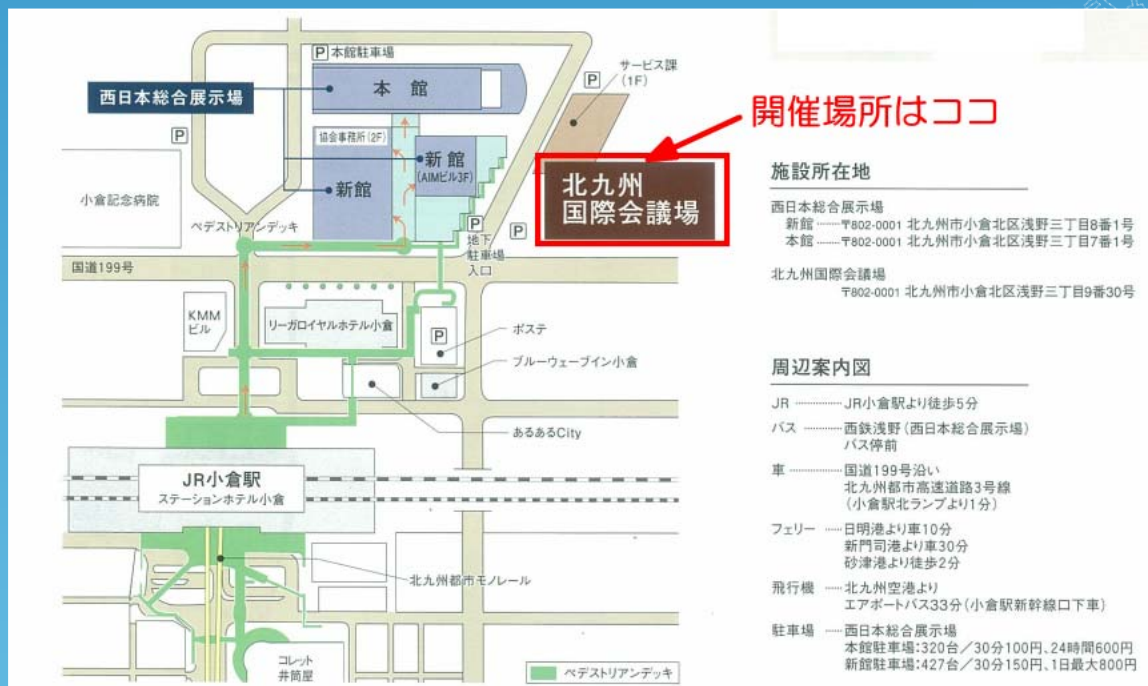 P 本館駐車場
サービス課
(1F)
P
西日本総合展示場
本 館
開催場所はココ
P
協会事務所(2F)
新 館
(AIMビル3F)
新館
北九州
国際会議場
小倉記念病院
ペデストリアンデッキ
P
地下
駐車場
入口
P
国道199号
KMM
ビル
リーガロイヤルホテル小倉
P
ポステ
ブルーウェーブイン小倉
あるあるCity
JR小倉駅
ステーションホテル小倉
北九州都市モノレール
コレット
井筒屋
ペデストリアンデッキ
施設所在地
西日本総合展示場
新館 ……… 〒802-0001 北九州市小倉北区浅野三丁目8番1号
本館 ……… 〒802-0001 北九州市小倉北区浅野三丁目7番1号
北九州国際会議場
〒802-0001 北九州市小倉北区浅野三丁目9番30号
周辺案内図
JR ………… JR小倉駅より徒歩5分
バス ……… 西鉄浅野(西日本総合展示場)
バス停前
車 ………… 国道199号沿い
北九州都市高速道路3号線
(小倉駅北ランプより1分)
フェリー …… 日明港より車10分
新門司港より車30分
砂津港より徒歩2分
飛行機 …… 北九州空港より
エアポートバス33分(小倉駅新幹線口下車)
駐車場 …… 西日本総合展示場
本館駐車場:320台/30分100円、24時間600円
新館駐車場:427台/30分150円、1日最大800円